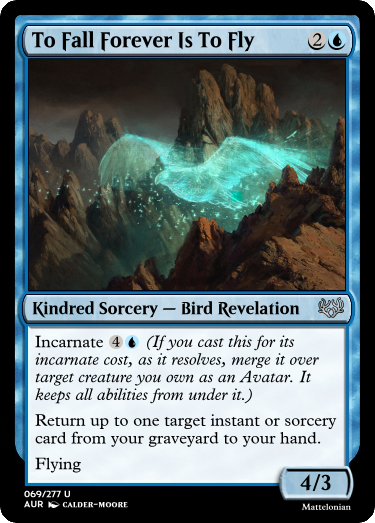 To Fall Forever Is To Fly 2
Kindred Sorcery — Bird Revelation
Incarnate 4 (If you cast this for its
incarnate cost, as it resolves, merge it over
target creature you own as an Avatar. It
keeps all abilities from under it.)
Return up to one target instant or sorcery
card from your graveyard to your hand.
Flying
4/3
069/277 U
AUR CALDER-MOORE
Mattelonian